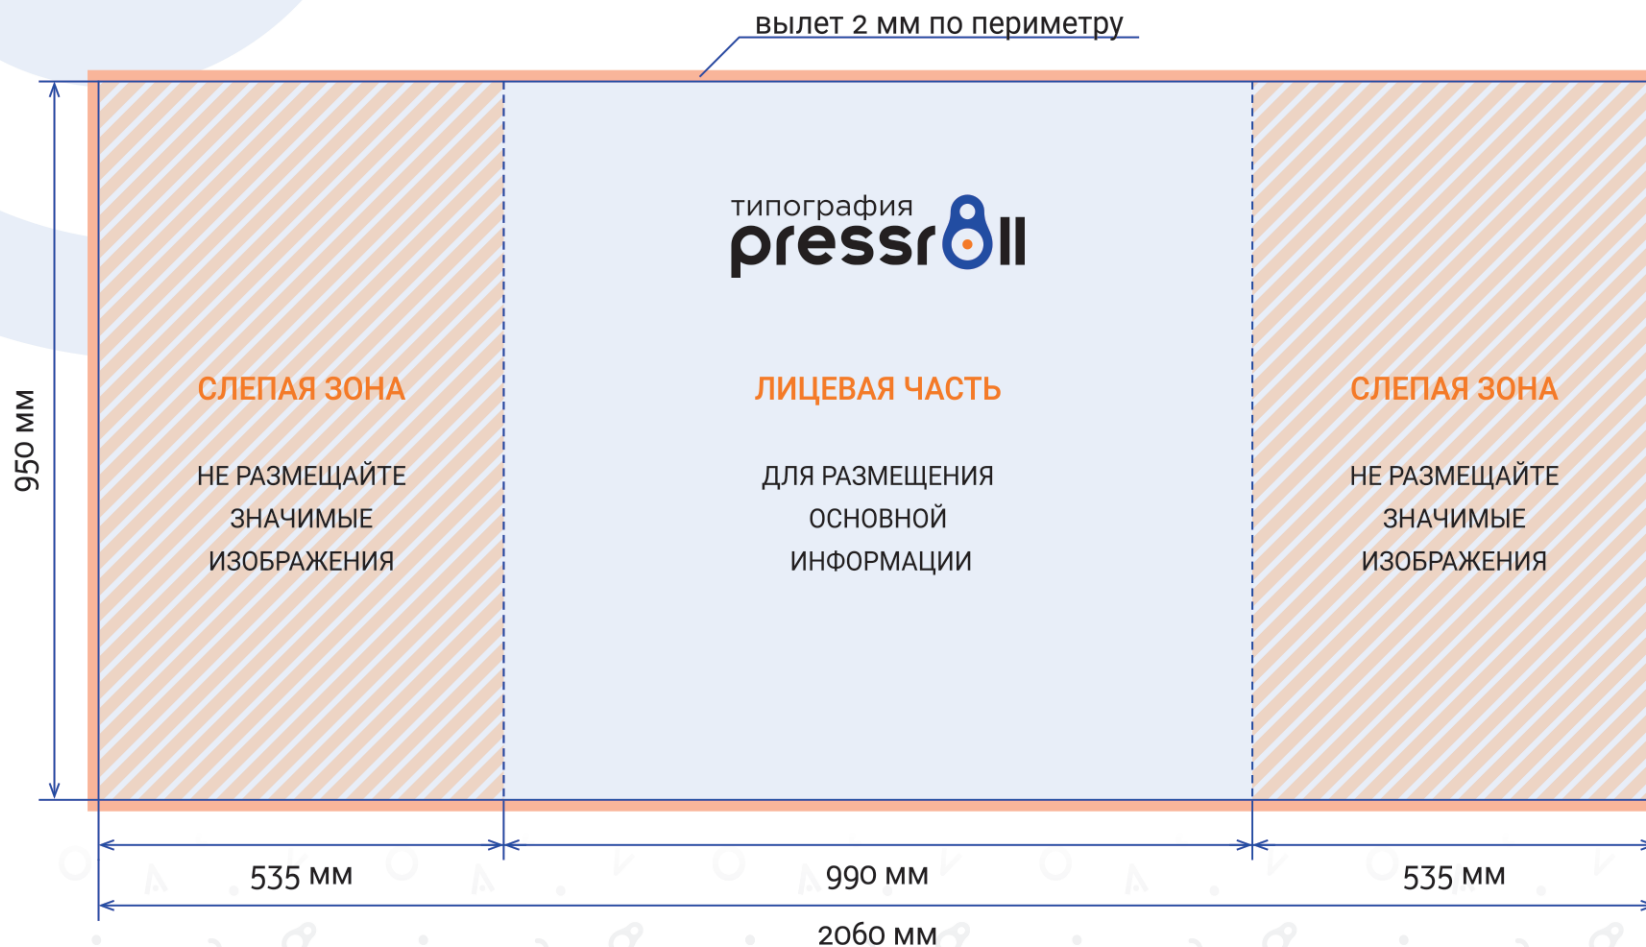 вылет 2 мм по периметру
типография
pressroll
СЛЕПАЯ ЗОНА
НЕ РАЗМЕЩАЙТЕ
ЗНАЧИМЫЕ
ИЗОБРАЖЕНИЯ
ЛИЦЕВАЯ ЧАСТЬ
ДЛЯ РАЗМЕЩЕНИЯ
ОСНОВНОЙ
ИНФОРМАЦИИ
СЛЕПАЯ ЗОНА
НЕ РАЗМЕЩАЙТЕ
ЗНАЧИМЫЕ
ИЗОБРАЖЕНИЯ
950 мм
535 мм
990 мм
535 мм
2060 мм